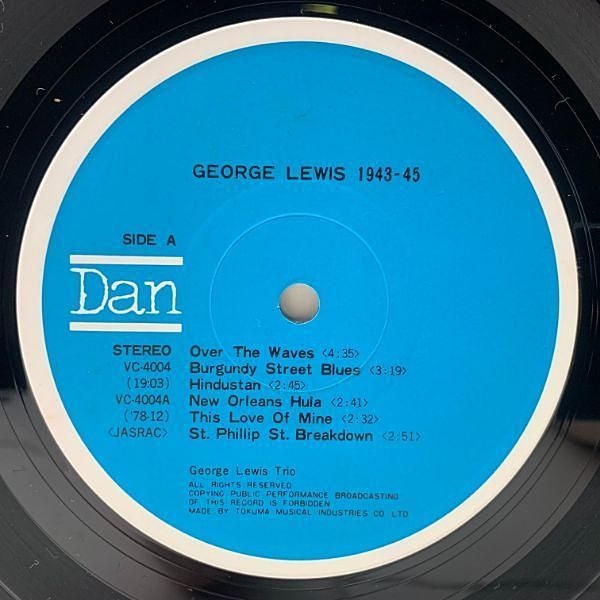 GEORGE LEWIS 1943-45
SIDE A
Dan
STEREO Over The Waves <4:35>
VC-4004 Burgundy Street Blues <3:19>
(19:03) Hindustan <2:45>
VC-4004A New Orleans Hula <2:41>
('78-12) This Love Of Mine <2:32>
<JASRAC> St. Phillip St. Breakdown <2:51>
George Lewis Trio
ALL RIGHTS RESERVED
COPYING PUBLIC PERFORMANCE BROADCASTING
OF THIS RECORD IS FORBIDDEN
MADE BY TOKUMA MUSICAL INDUSTRIES CO LTD